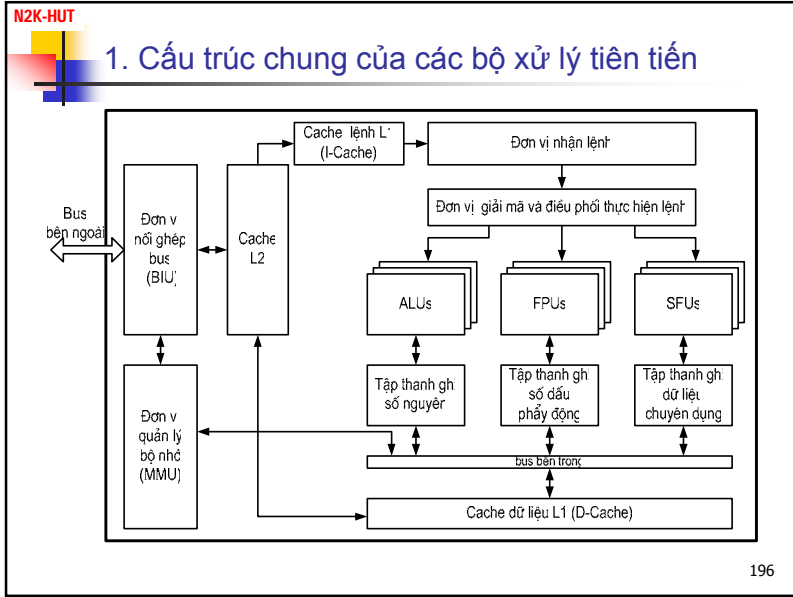 N2K-HUT
1. Cấu trúc chung của các bộ xử lý tiên tiến
Cache lệnh L1
(I-Cache)
Đơn vị nhận lệnh
Đơn vị giải mã và điều phối thực hiện lệnh
Bus
bên ngoài
Đơn vị
nối ghép
bus
(BIU)
Cache
L2
ALUs
FPUs
SFUs
Tập thanh ghi
số nguyên
Tập thanh ghi
số dấu
phẩy động
Tập thanh ghi
dữ liệu
chuyên dụng
Đơn vị
quản lý
bộ nhớ
(MMU)
bus bên trong
Cache dữ liệu L1 (D-Cache)
196